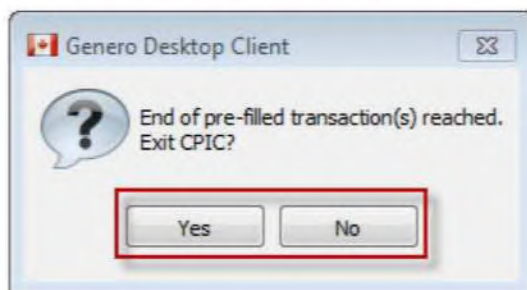 Genero Desktop Client
End of pre-filled transaction(s) reached.
Exit CPIC?
Yes
No